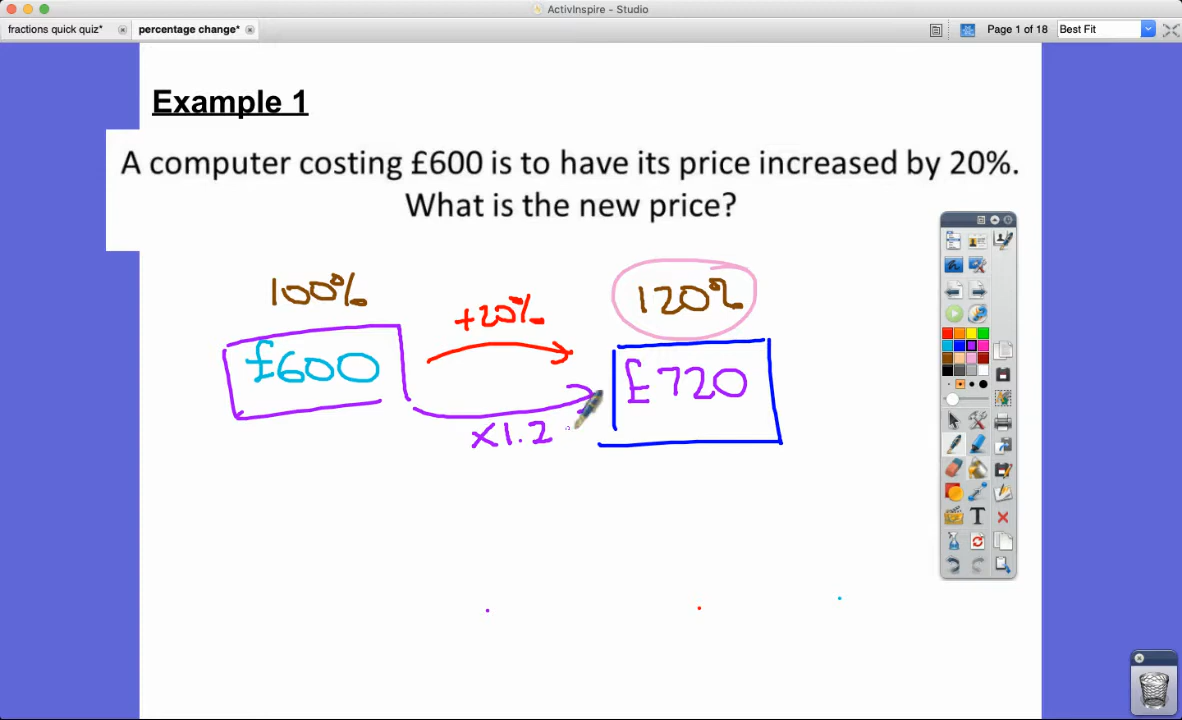 ActivInspire - Studio
fractions quick quiz*
percentage change*
Page 1 of 18
Best Fit
Example 1
A computer costing £600 is to have its price increased by 20%.
What is the new price?
100%
+20%
120%
£600
£720
×1.2
T